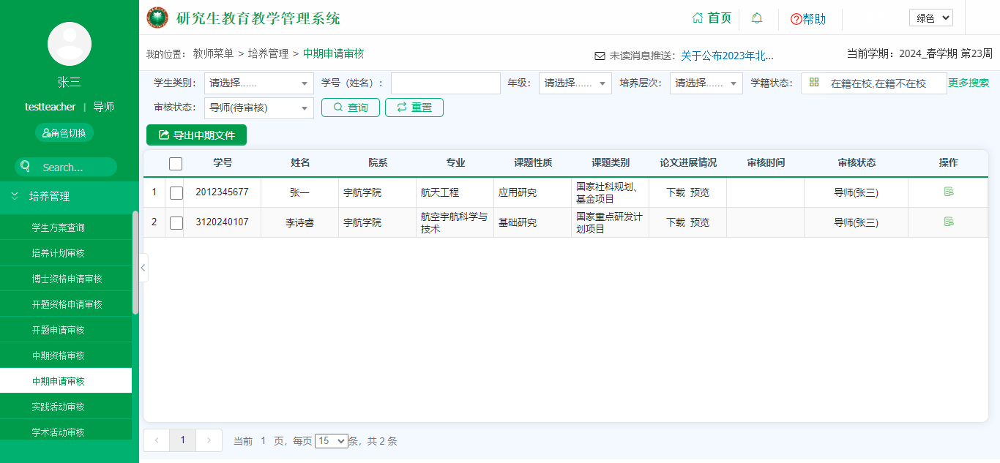 研究生教育教学管理系统
首页
帮助
绿色
张三
testteacher | 导师
角色切换
Search...
培养管理
学生方案查询
培养计划审核
博士资格申请审核
开题资格申请审核
开题申请审核
中期资格审核
中期申请审核
实践活动审核
学术活动审核
我的位置： 教师菜单 > 培养管理 > 中期申请审核
未读消息推送： 关于公布2023年北...
当前学期：2024_春学期 第23周
学生类别： 请选择...... 学号（姓名）： 年级： 请选择...... 培养层次： 请选择...... 学籍状态： 在籍在校,在籍不在校 更多搜索
审核状态： 导师(待审核) 查询 重置
导出中期文件
学号 姓名 院系 专业 课题性质 课题类别 论文进展情况 审核时间 审核状态 操作
1 2012345677 张一 宇航学院 航天工程 应用研究 国家社科规划、基金项目 下载 预览 导师(张三)
2 3120240107 李诗睿 宇航学院 航空宇航科学与技术 基础研究 国家重点研发计划项目 下载 预览 导师(张三)
< 1 > 当前 1 页，每页 15 条，共 2 条